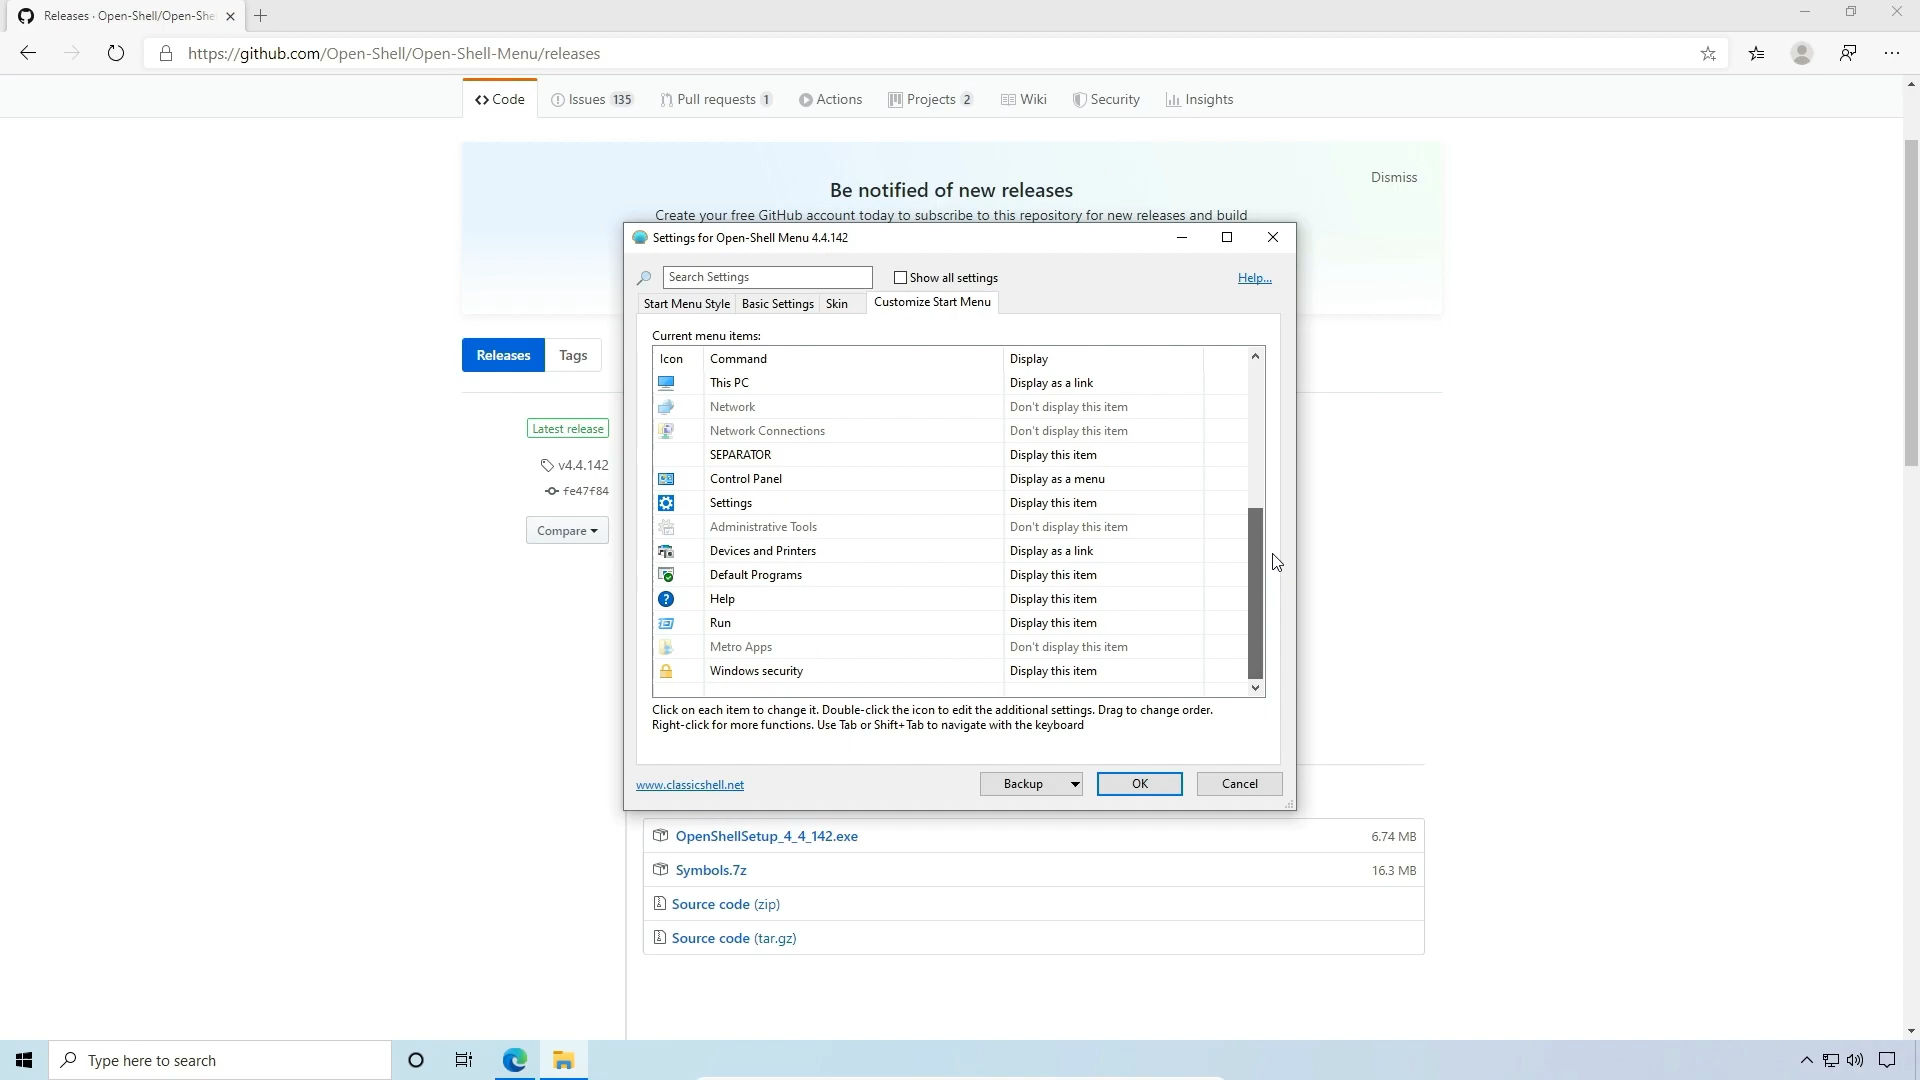 Releases · Open-Shell/Open-She
https://github.com/Open-Shell/Open-Shell-Menu/releases
Code
Issues 135
Pull requests 1
Actions
Projects 2
Wiki
Security
Insights
Be notified of new releases
Dismiss
Create your free GitHub account today to subscribe to this repository for new releases and build
Releases
Tags
Latest release
v4.4.142
fe47f84
Compare
Settings for Open-Shell Menu 4.4.142
Search Settings
Show all settings
Help...
Start Menu Style
Basic Settings
Skin
Customize Start Menu
Current menu items:
Icon Command Display
This PC Display as a link
Network Don't display this item
Network Connections Don't display this item
SEPARATOR Display this item
Control Panel Display as a menu
Settings Display this item
Administrative Tools Don't display this item
Devices and Printers Display as a link
Default Programs Display this item
Help Display this item
Run Display this item
Metro Apps Don't display this item
Windows security Display this item
Click on each item to change it. Double-click the icon to edit the additional settings. Drag to change order.
Right-click for more functions. Use Tab or Shift+Tab to navigate with the keyboard
www.classicshell.net
Backup
OK
Cancel
OpenShellSetup_4_4_142.exe 6.74 MB
Symbols.7z 16.3 MB
Source code (zip)
Source code (tar.gz)
Type here to search